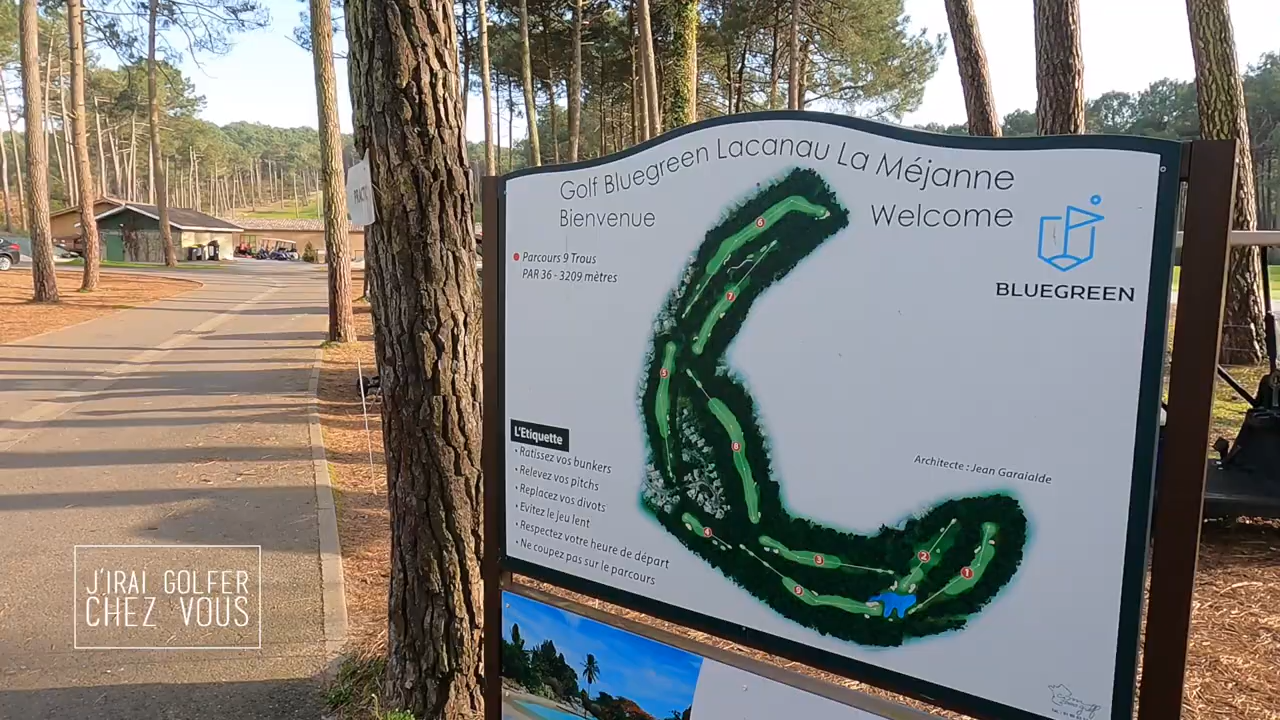 Golf Bluegreen Lacanau La Méjanne
Bienvenue
Welcome
BLUEGREEN
Parcours 9 Trous
PAR 36 - 3209 mètres
6
7
5
8
L'Etiquette
• Ratissez vos bunkers
• Relevez vos pitchs
• Replacez vos divots
• Evitez le jeu lent
• Respectez votre heure de départ
• Ne coupez pas sur le parcours
Architecte : Jean Garaialde
4
3
2
1
9
J'IRAI GOLFER
CHEZ VOUS